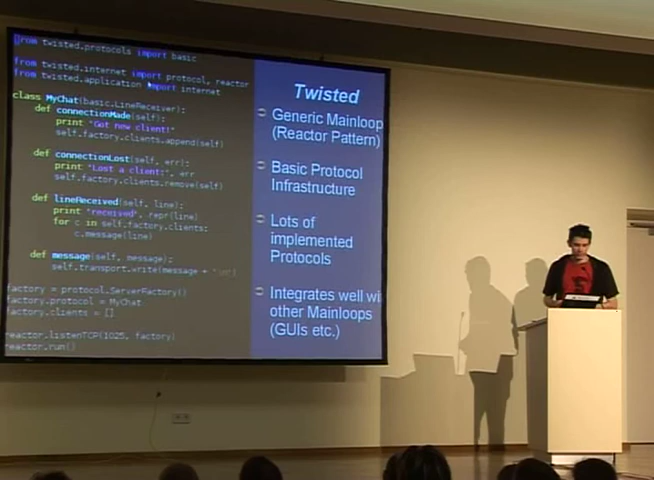 from twisted.protocols import basic
from twisted.internet import protocol, reactor
from twisted.application import internet
class MyChat(basic.LineReceiver):
def connectionMade(self):
print "Got new client!"
self.factory.clients.append(self)
def connectionLost(self, err):
print "Lost a client:", err
self.factory.clients.remove(self)
def lineReceived(self, line):
print "received", repr(line)
for c in self.factory.clients:
c.message(line)
def message(self, message):
self.transport.write(message +
factory = protocol.ServerFactory()
factory.protocol = MyChat
factory.clients = []
reactor.listenTCP(1025, factory)
reactor.run()
Twisted
Generic Mainloop
(Reactor Pattern)
Basic Protocol
Infrastructure
Lots of
implemented
Protocols
Integrates well wi
other Mainloops
(GUIs etc.)